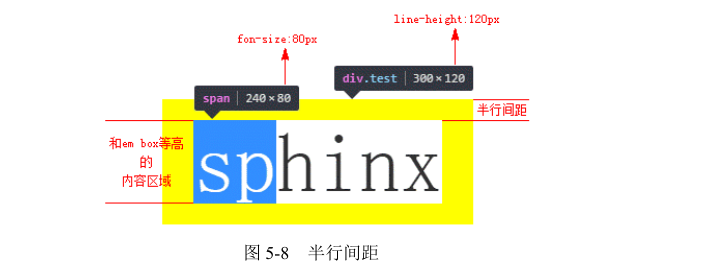 line-height:120px
fon-size:80px
div.test 300×120
span 240×80
半行间距
和em box等高
的
内容区域
sphinx
图 5-8 半行间距